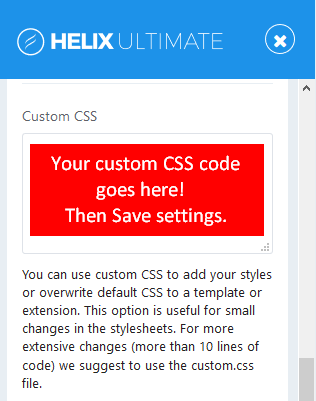 HELIX ULTIMATE
Custom CSS
Your custom CSS code
goes here!
Then Save settings.
You can use custom CSS to add your styles
or overwrite default CSS to a template or
extension. This option is useful for small
changes in the stylesheets. For more
extensive changes (more than 10 lines of
code) we suggest to use the custom.css
file.